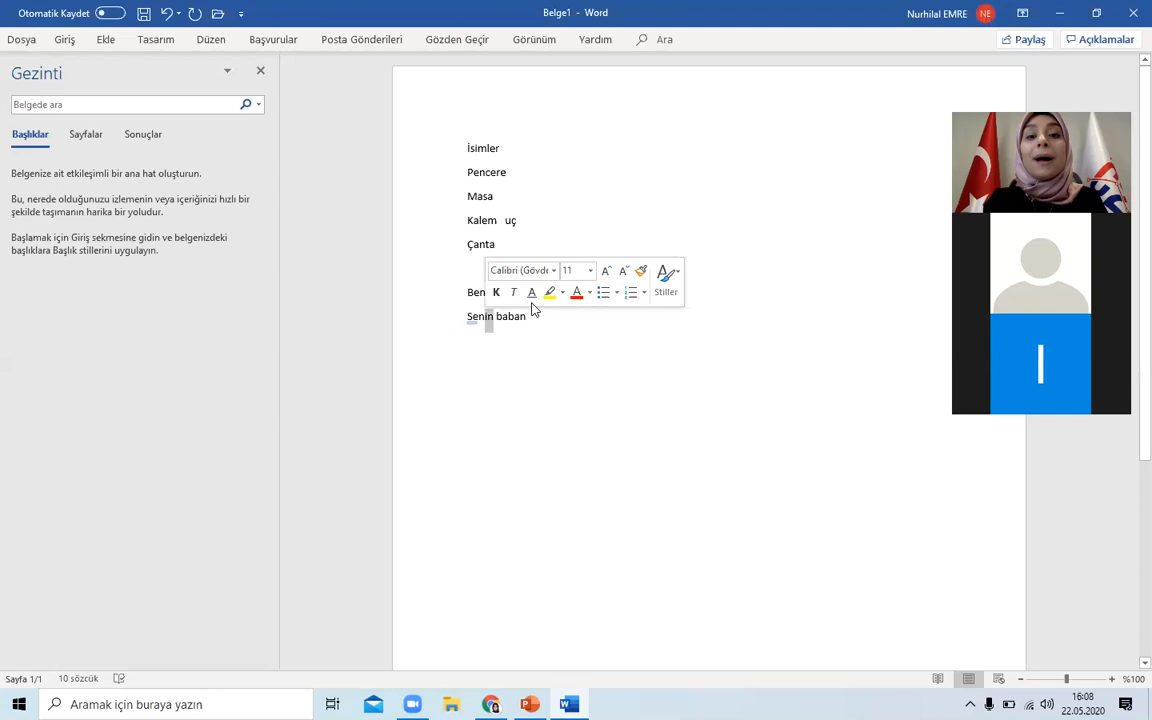 Otomatik Kaydet
Belge1 - Word
Nurhilal EMRE
NE
Dosya Giriş Ekle Tasarım Düzen Başvurular Posta Gönderileri Gözden Geçir Görünüm Yardım Ara
Paylaş
Açıklamalar
Gezinti
Belgede ara
Başlıklar Sayfalar Sonuçlar
Belgenize ait etkileşimli bir ana hat oluşturun.
Bu, nerede olduğunuzu izlemenin veya içeriğinizi hızlı bir
şekilde taşımanın harika bir yoludur.
Başlamak için Giriş sekmesine gidin ve belgenizdeki
başlıklara Başlık stillerini uygulayın.
İsimler
Pencere
Masa
Kalem uç
Çanta
Calibri (Gövde 11
K T A A Stiller
Ben
Senin baban
I
Sayfa 1/1 10 sözcük
%100
Aramak için buraya yazın
16:08
22.05.2020